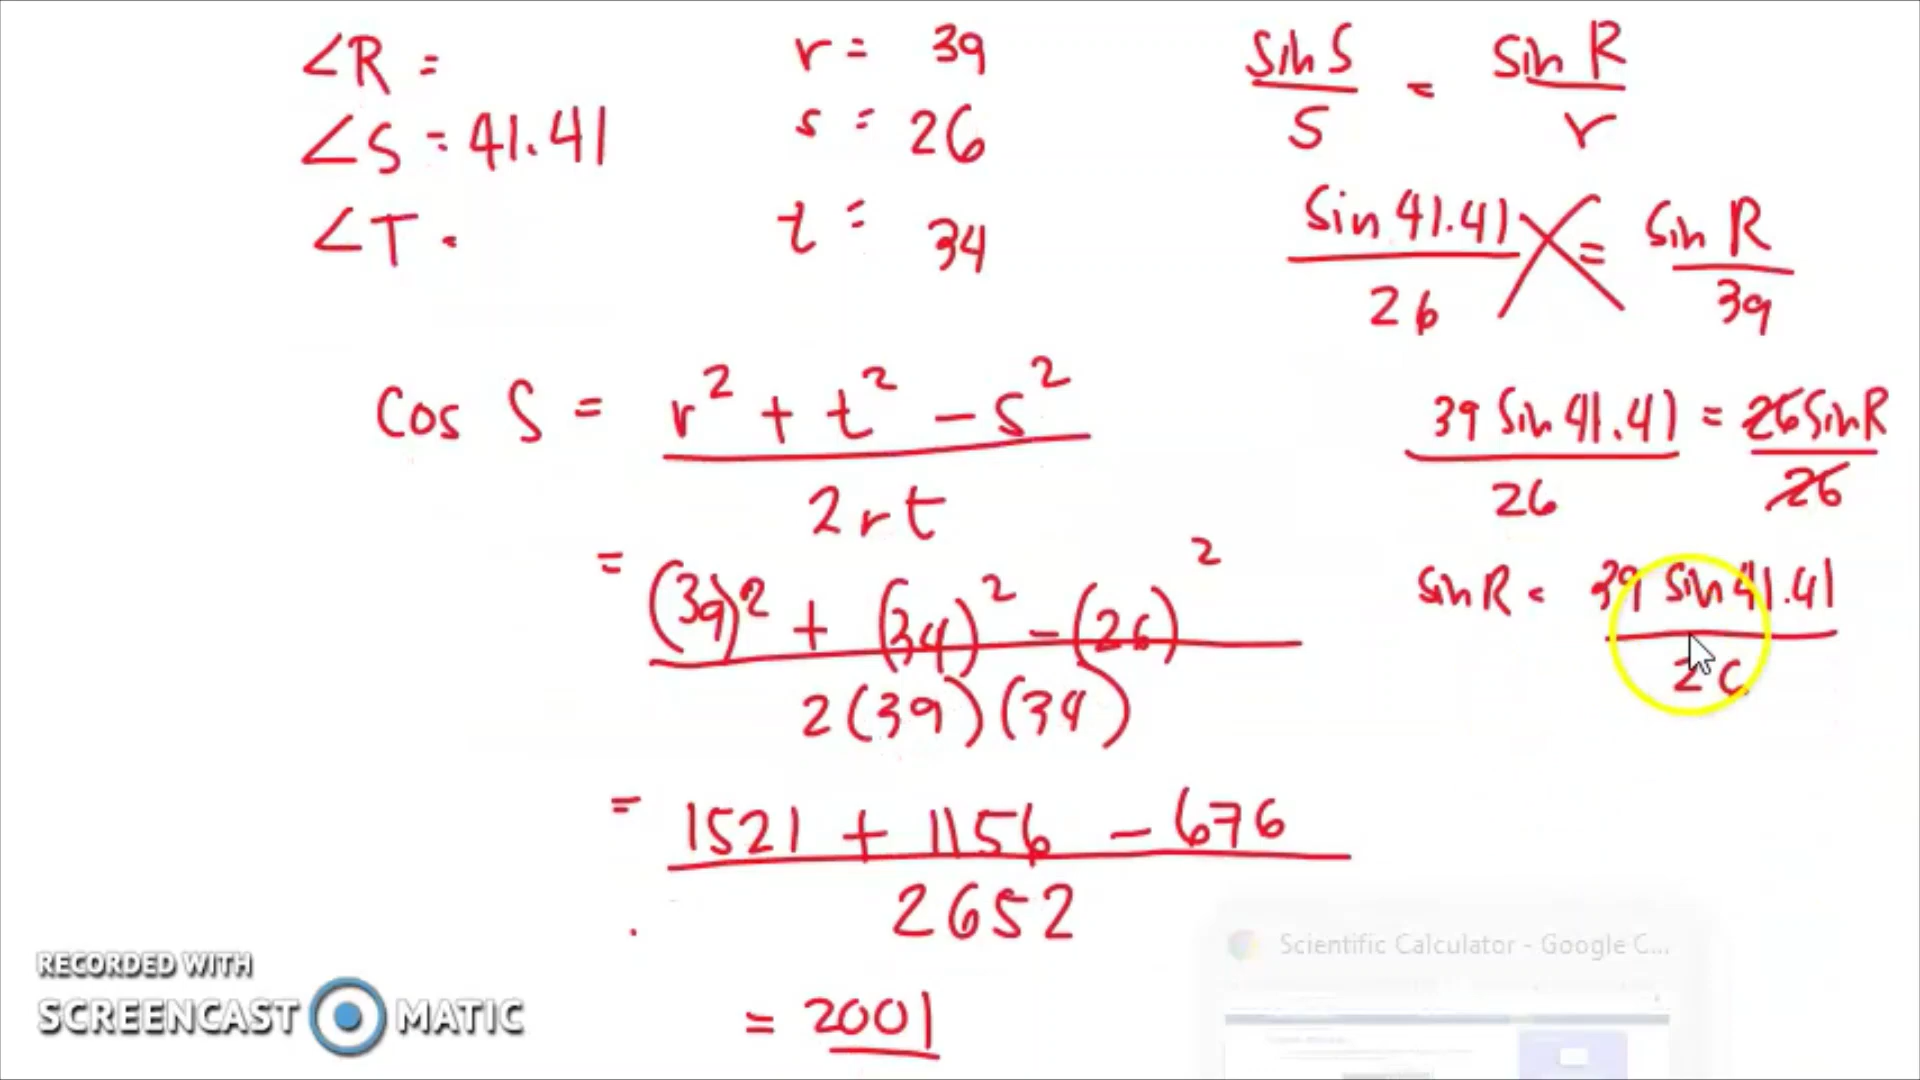 ∠R =
∠S = 41.41
∠T =
r = 39
s = 26
t = 34
cos S = r² + t² - s²
2rt
= (39)² + (34)² - (26)²
2(39)(34)
= 1521 + 1156 - 676
2652
= 2001
sin S = sin R
s r
sin 41.41 = sin R
26 39
39 sin 41.41 = 26 sin R
26 26
sin R = 39 sin 41.41
26
Scientific Calculator - Google C...
RECORDED WITH
SCREENCAST MATIC